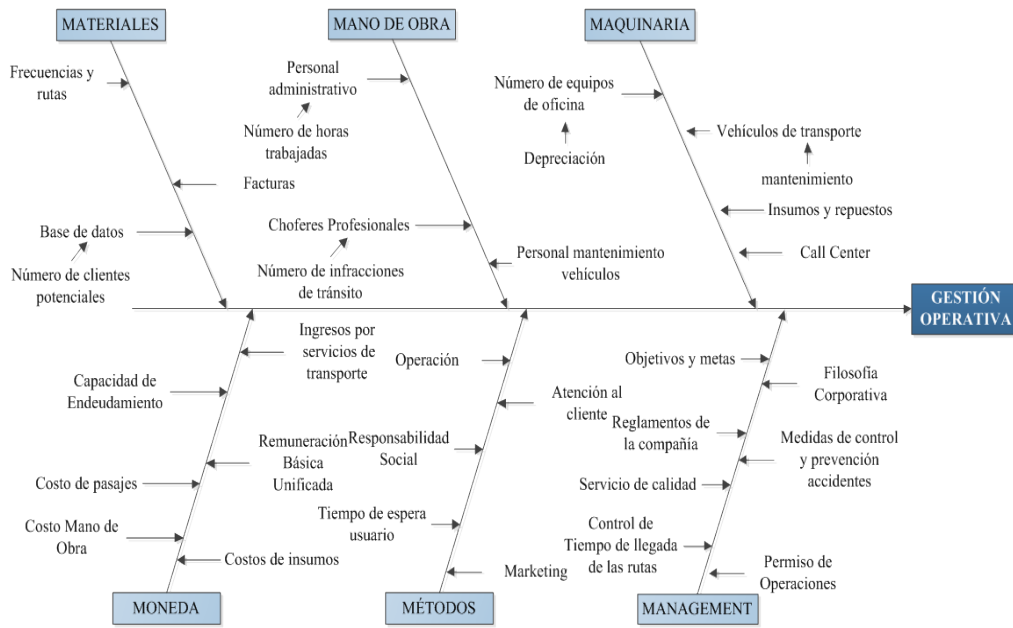 MATERIALES
MANO DE OBRA
MAQUINARIA
Frecuencias y
rutas
Facturas
Base de datos
Número de clientes
potenciales
Personal
administrativo
Número de horas
trabajadas
Choferes Profesionales
Número de infracciones
de tránsito
Personal mantenimiento
vehículos
Número de equipos
de oficina
Depreciación
Vehículos de transporte
mantenimiento
Insumos y repuestos
Call Center
GESTIÓN
OPERATIVA
Ingresos por
servicios de
transporte
Capacidad de
Endeudamiento
Remuneración
Básica
Unificada
Costo de pasajes
Costo Mano de
Obra
Costos de insumos
Operación
Atención al
cliente
Responsabilidad
Social
Tiempo de espera
usuario
Marketing
Objetivos y metas
Filosofía
Corporativa
Reglamentos de
la compañía
Medidas de control
y prevención
accidentes
Servicio de calidad
Control de
Tiempo de llegada
de las rutas
Permiso de
Operaciones
MONEDA
MÉTODOS
MANAGEMENT